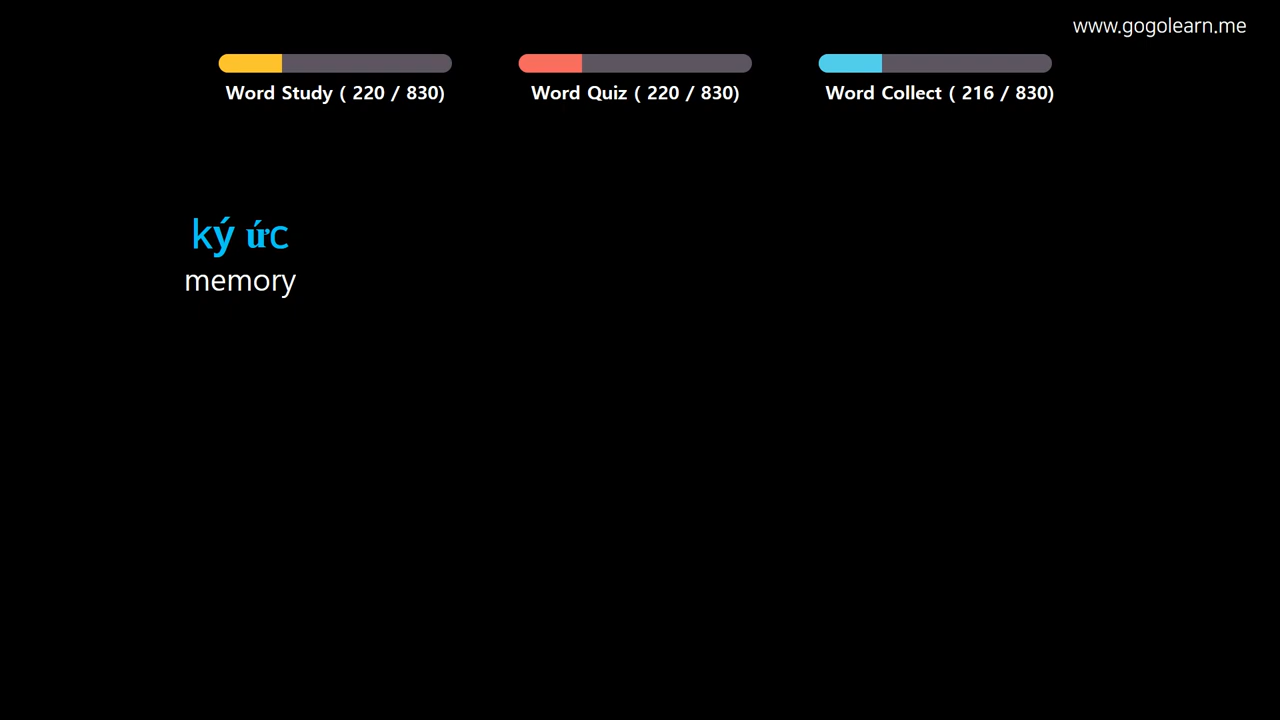 www.gogolearn.me
Word Study ( 220 / 830)
Word Quiz ( 220 / 830)
Word Collect ( 216 / 830)
ký ức
memory